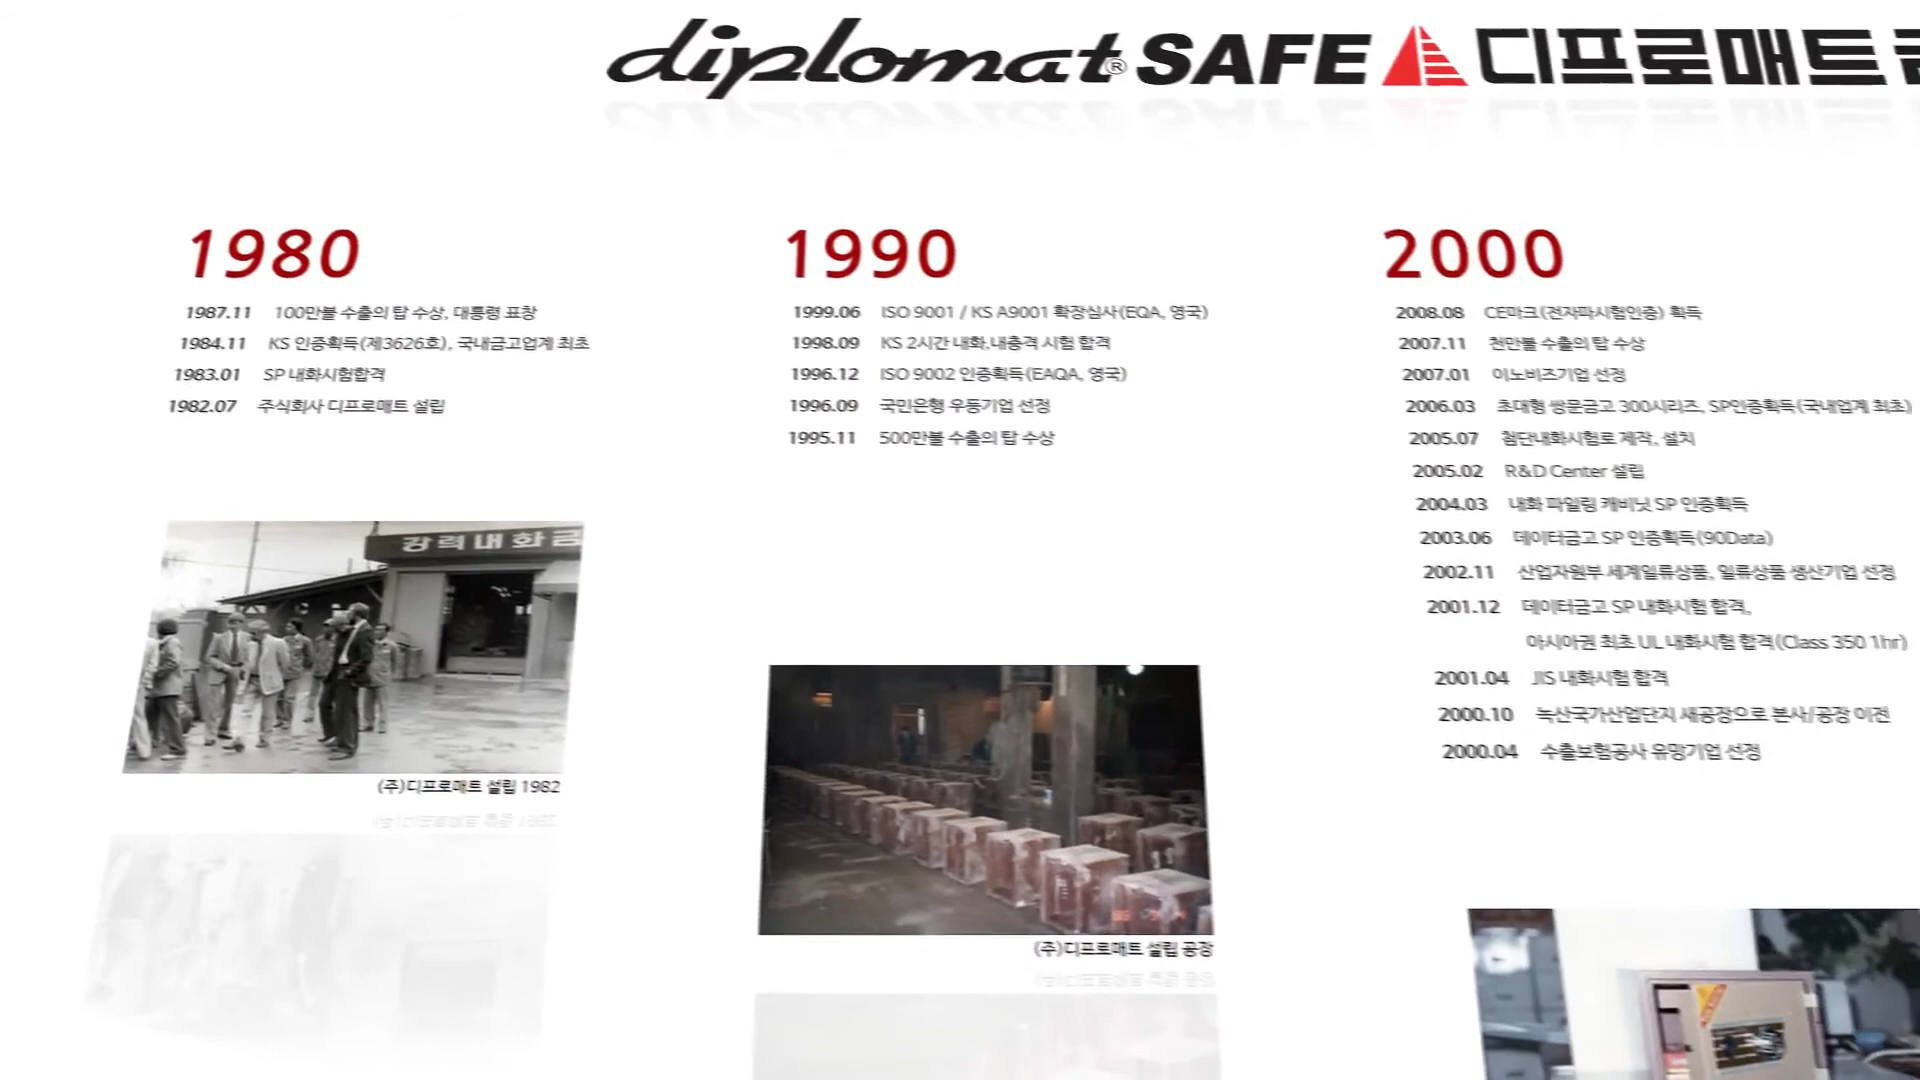 diplomat® SAFE 디프로매트
1980
1987.11 100만불 수출의 탑 수상, 대통령 표창
1984.11 KS 인증획득(제3626호), 국내금고업계 최초
1983.01 SP 내화시험합격
1982.07 주식회사 디프로매트 설립
강력내화금
(주)디프로매트 설립 1982
1990
1999.06 ISO 9001 / KS A9001 확장심사(EQA, 영국)
1998.09 KS 2시간 내화,내충격 시험 합격
1996.12 ISO 9002 인증획득(EAQA, 영국)
1996.09 국민은행 우등기업 선정
1995.11 500만불 수출의 탑 수상
(주)디프로매트 설립 공장
2000
2008.08 CE마크(전자파시험인증) 획득
2007.11 천만불 수출의 탑 수상
2007.01 이노비즈기업 선정
2006.03 초대형 쌍문금고 300시리즈, SP인증획득(국내업계 최초)
2005.07 첨단내화시험로 제작, 설치
2005.02 R&D Center 설립
2004.03 내화 파일링 캐비닛 SP 인증획득
2003.06 데이터금고 SP 인증획득(90Data)
2002.11 산업자원부 세계일류상품, 일류상품 생산기업 선정
2001.12 데이터금고 SP 내화시험 합격,
아시아권 최초 UL 내화시험 합격(Class 350 1hr)
2001.04 JIS 내화시험 합격
2000.10 녹산국가산업단지 새공장으로 본사/공장 이전
2000.04 수출보험공사 유망기업 선정